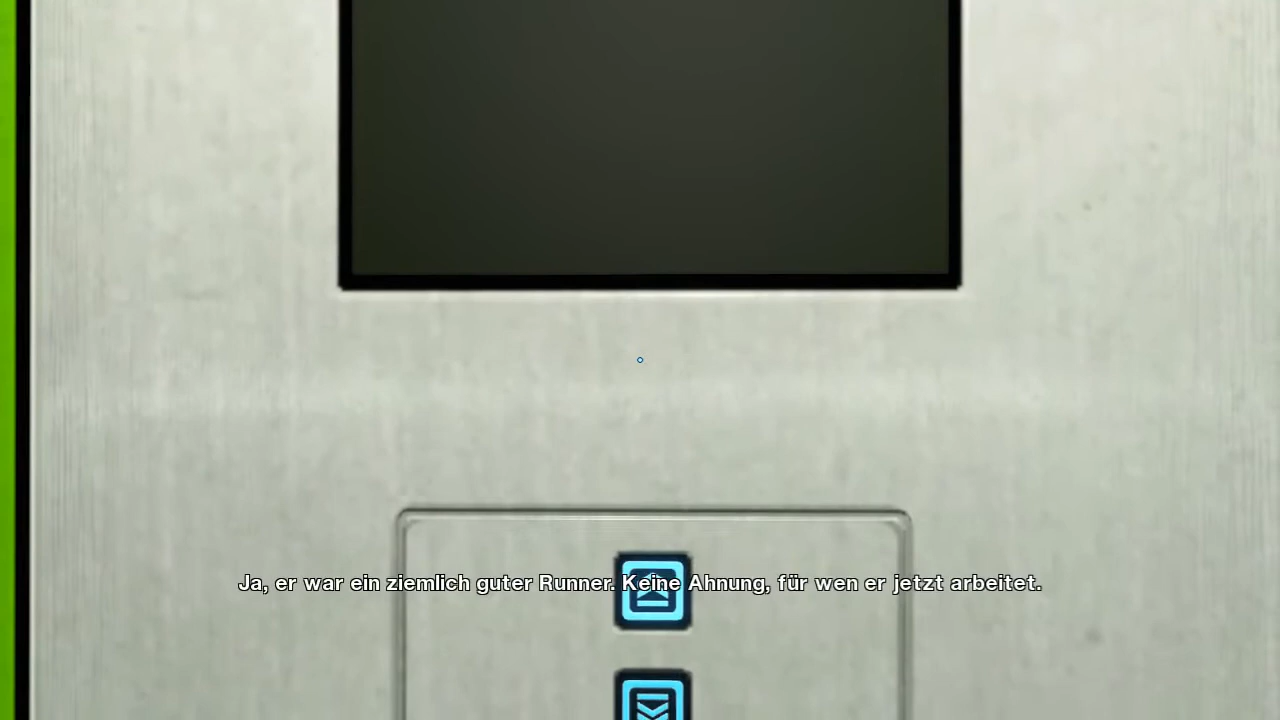 Ja, er war ein ziemlich guter Runner. Keine Ahnung, für wen er jetzt arbeitet.